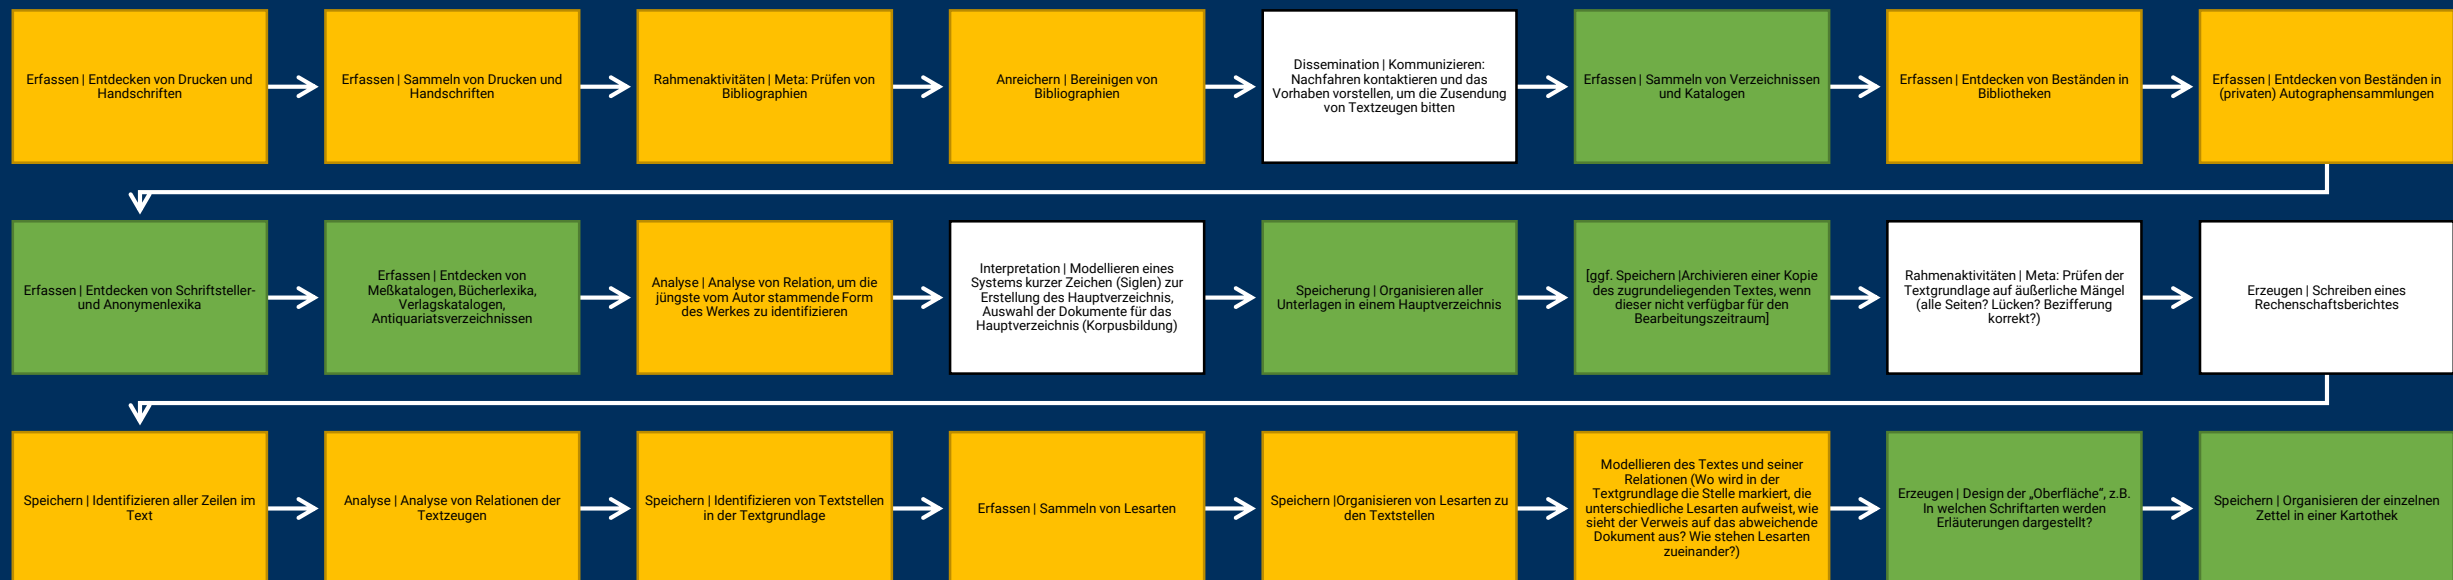 Erfassen | Entdecken von Drucken und
Handschriften
Erfassen | Sammeln von Drucken und
Handschriften
Rahmenaktivitäten | Meta: Prüfen von
Bibliographien
Anreichern | Bereinigen von
Bibliographien
Dissemination | Kommunizieren:
Nachfahren kontaktieren und das
Vorhaben vorstellen, um die Zusendung
von Textzeugen bitten
Erfassen | Sammeln von Verzeichnissen
und Katalogen
Erfassen | Entdecken von Beständen in
Bibliotheken
Erfassen | Entdecken von Beständen in
(privaten) Autographensammlungen
Erfassen | Entdecken von Schriftsteller-
und Anonymenlexika
Erfassen | Entdecken von
Meßkatalogen, Bücherlexika,
Verlagskatalogen,
Antiquariatsverzeichnissen
Analyse | Analyse von Relation, um die
jüngste vom Autor stammende Form
des Werkes zu identifizieren
Interpretation | Modellieren eines
Systems kurzer Zeichen (Siglen) zur
Erstellung des Hauptverzeichnis,
Auswahl der Dokumente für das
Hauptverzeichnis (Korpusbildung)
Speicherung | Organisieren aller
Unterlagen in einem Hauptverzeichnis
[ggf. Speichern |Archivieren einer Kopie
des zugrundeliegenden Textes, wenn
dieser nicht verfügbar für den
Bearbeitungszeitraum]
Rahmenaktivitäten | Meta: Prüfen der
Textgrundlage auf äußerliche Mängel
(alle Seiten? Lücken? Bezifferung
korrekt?)
Erzeugen | Schreiben eines
Rechenschaftsberichtes
Speichern | Identifizieren aller Zeilen im
Text
Analyse | Analyse von Relationen der
Textzeugen
Speichern | Identifizieren von Textstellen
in der Textgrundlage
Erfassen | Sammeln von Lesarten
Speichern |Organisieren von Lesarten zu
den Textstellen
Modellieren des Textes und seiner
Relationen (Wo wird in der
Textgrundlage die Stelle markiert, die
unterschiedliche Lesarten aufweist, wie
sieht der Verweis auf das abweichende
Dokument aus? Wie stehen Lesarten
zueinander?)
Erzeugen | Design der „Oberfläche“, z.B.
In welchen Schriftarten werden
Erläuterungen dargestellt?
Speichern | Organisieren der einzelnen
Zettel in einer Kartothek